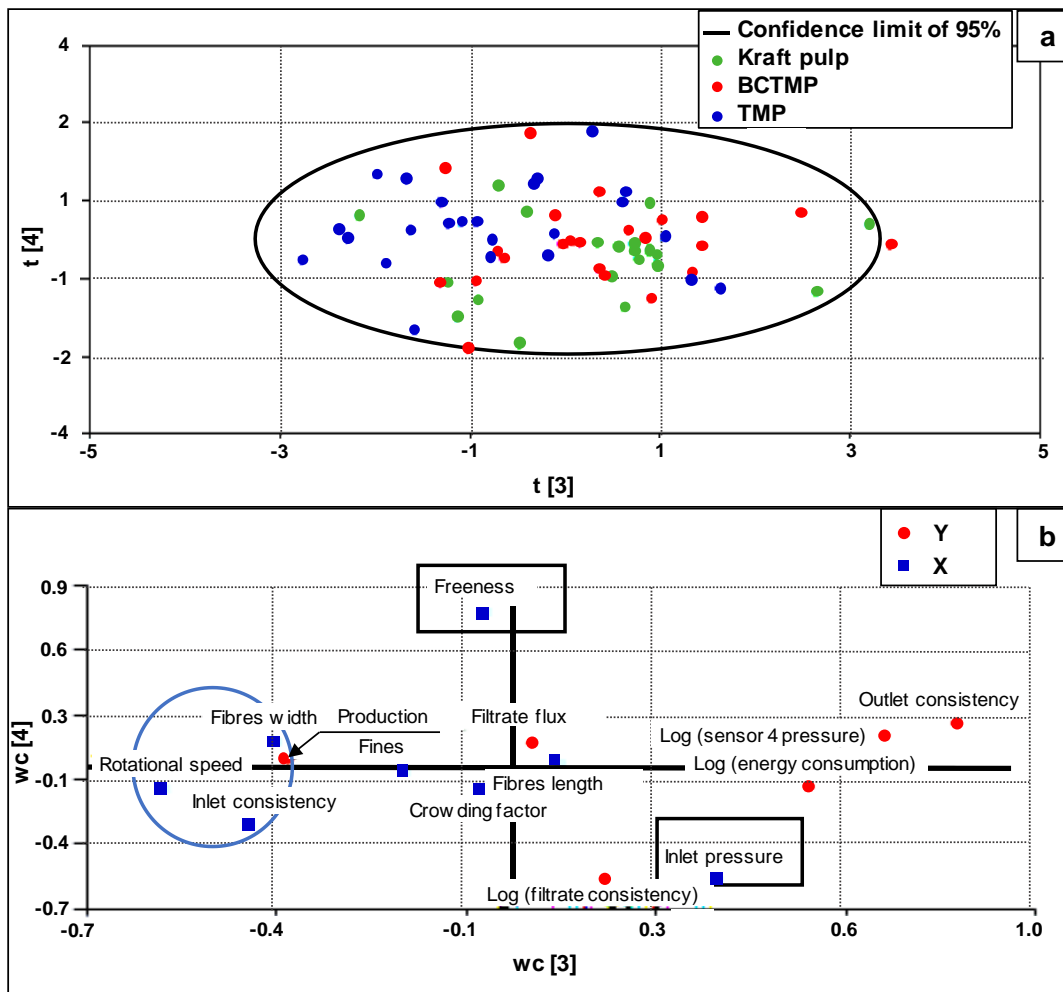 Confidence limit of 95%
Kraft pulp
BCTMP
TMP
a
4
2
1
-1
-2
-4
t [4]
-5
-3
-1
1
3
5
t [3]
Y
X
b
0.9
0.6
0.3
-0.1
-0.4
-0.7
wc [4]
Freeness
Outlet consistency
Fibres width
Production
Filtrate flux
Log (sensor 4 pressure)
Rotational speed
Fines
Log (energy consumption)
Fibres length
Inlet consistency
Crowding factor
Inlet pressure
Log (filtrate consistency)
-0.7
-0.4
-0.1
0.3
0.6
1.0
wc [3]